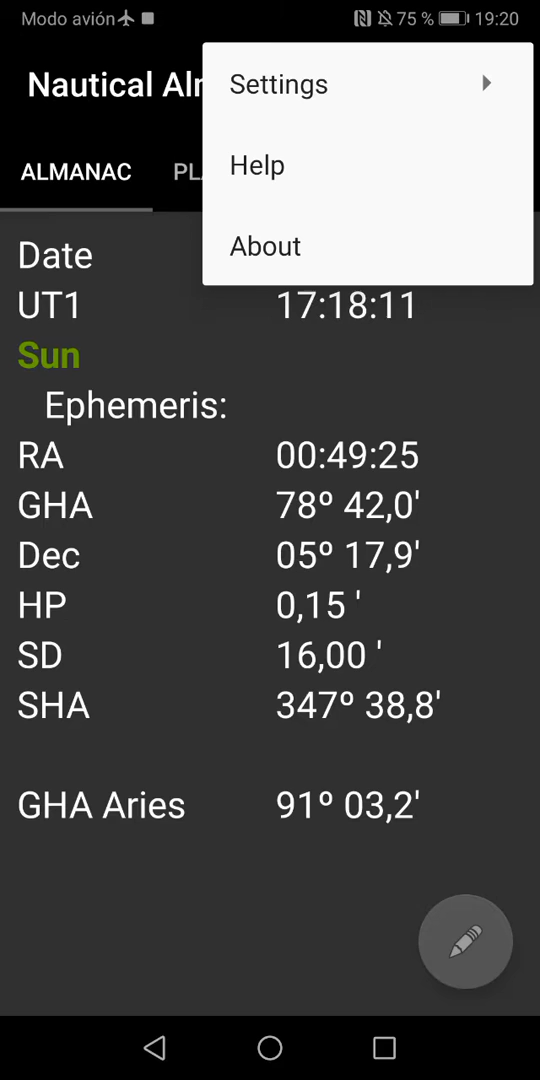 Modo avión 75 % 19:20
Nautical Al
Settings
ALMANAC
Help
About
Date
UT1 17:18:11
Sun
Ephemeris:
RA 00:49:25
GHA 78º 42,0'
Dec 05º 17,9'
HP 0,15 '
SD 16,00 '
SHA 347º 38,8'
GHA Aries 91º 03,2'